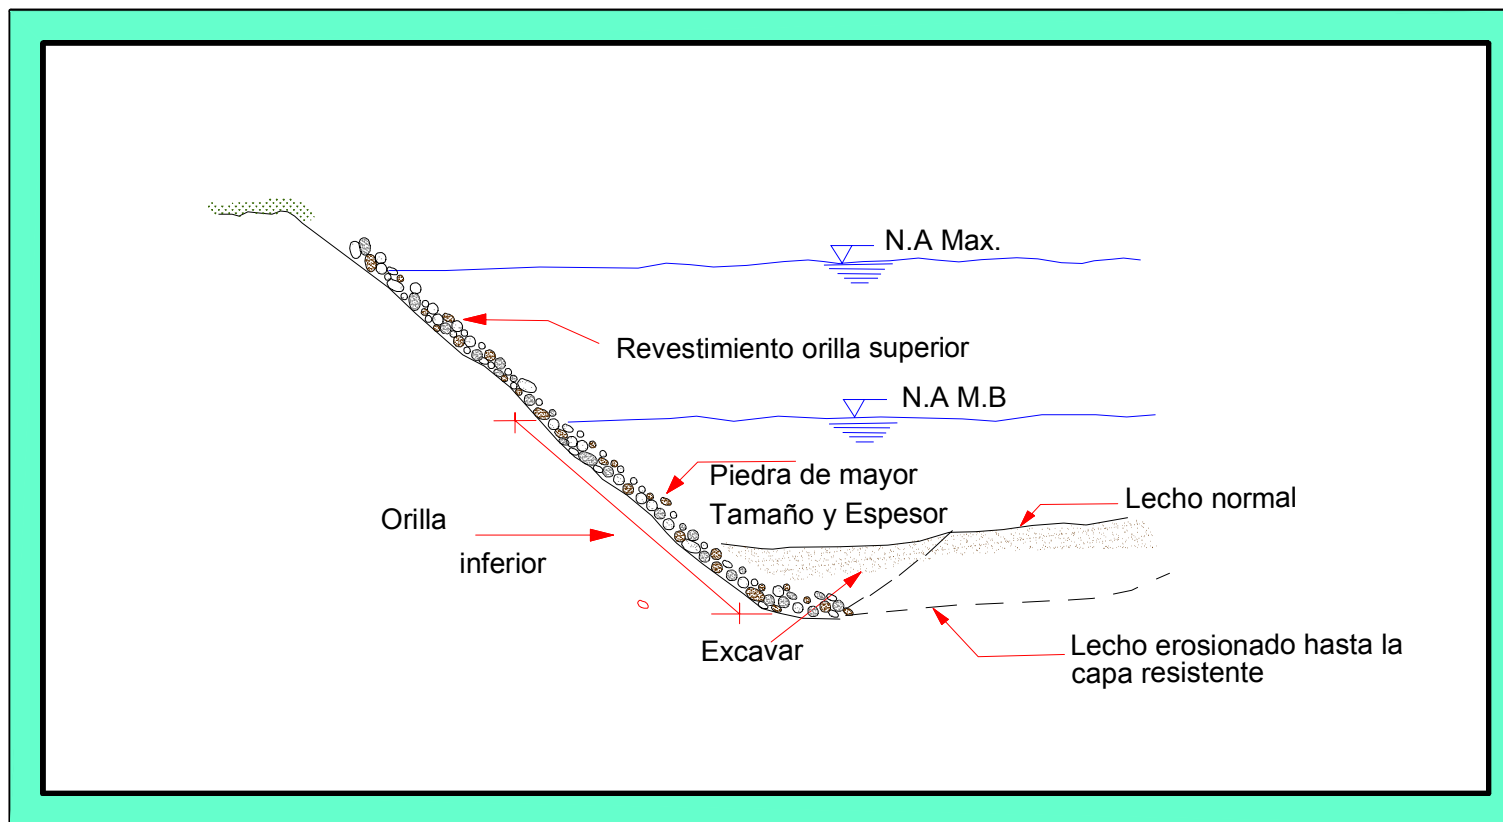 N.A Max.
Revestimiento orilla superior
N.A M.B
Piedra de mayor
Tamaño y Espesor
Lecho normal
Orilla
inferior
Excavar
Lecho erosionado hasta la
capa resistente